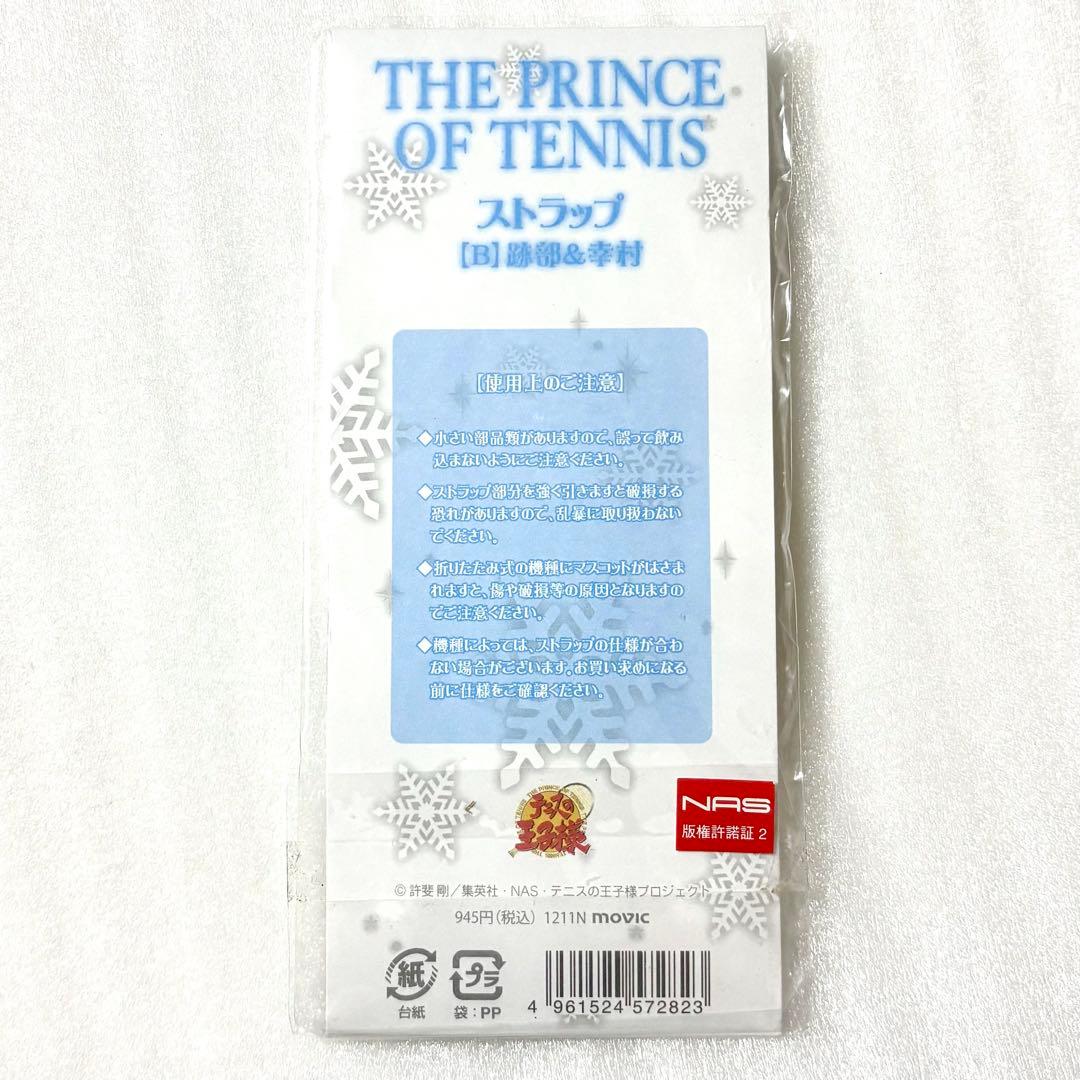 THE PRINCE
OF TENNIS
ストラップ
【B】跡部&幸村
【使用上のご注意】
◆小さい部品類がありますので、誤って飲み
込まないようにご注意ください。
◆ストラップ部分を強く引きますと破損する
恐れがありますので、乱暴に取り扱わない
でください。
◆折りたたみ式の機種にマスコットがはさま
れますと、傷や破損等の原因となりますの
でご注意ください。
◆機種によっては、ストラップの仕様が合わ
ない場合がございます。お買い求めになる
前に仕様をご確認ください。
テニスの
王子様
NAS
版権許諾証 2
©許斐 剛／集英社・NAS・テニスの王子様プロジェクト
945円(税込) 1211N movic
紙
台紙
プラ
袋:PP
4 961524 572823